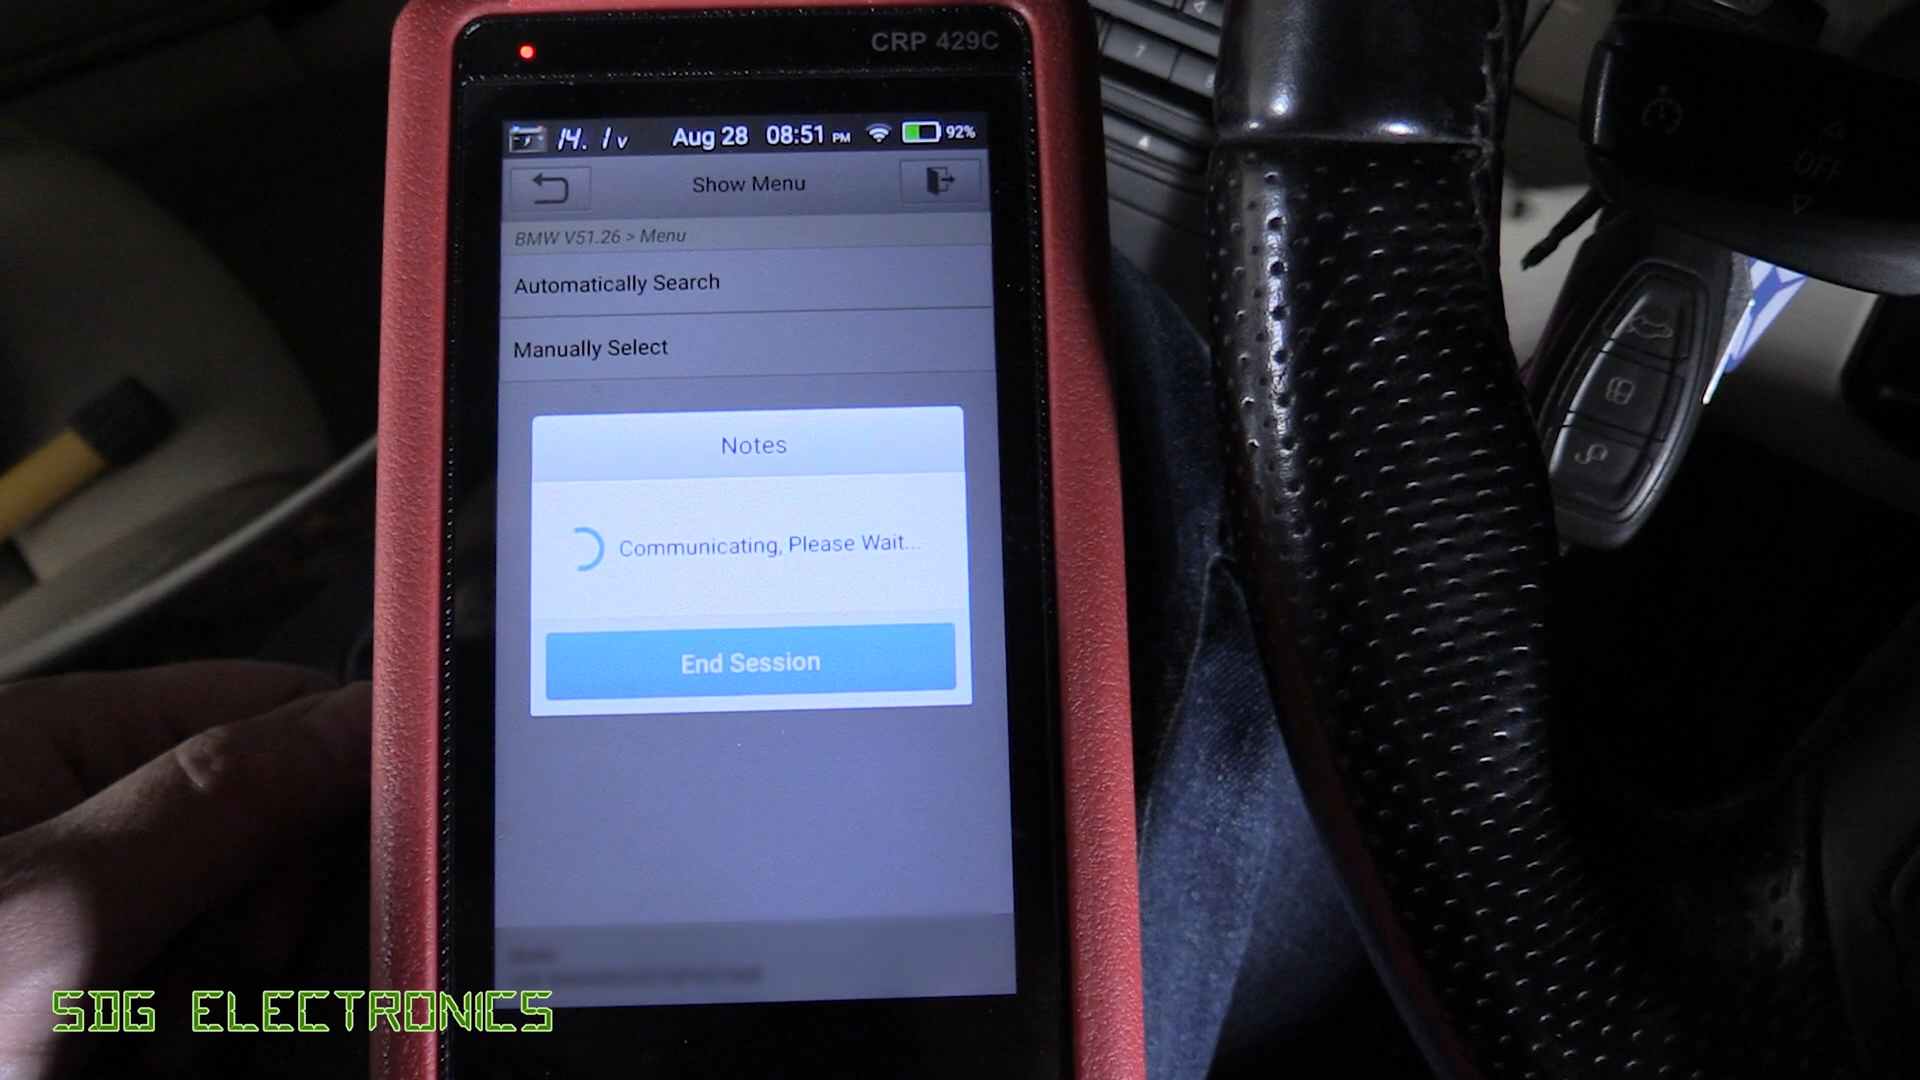 CRP 429C
14.1v Aug 28 08:51 PM 92%
Show Menu
BMW V51.26 > Menu
Automatically Search
Manually Select
Notes
Communicating, Please Wait...
End Session
OFF
SDG ELECTRONICS